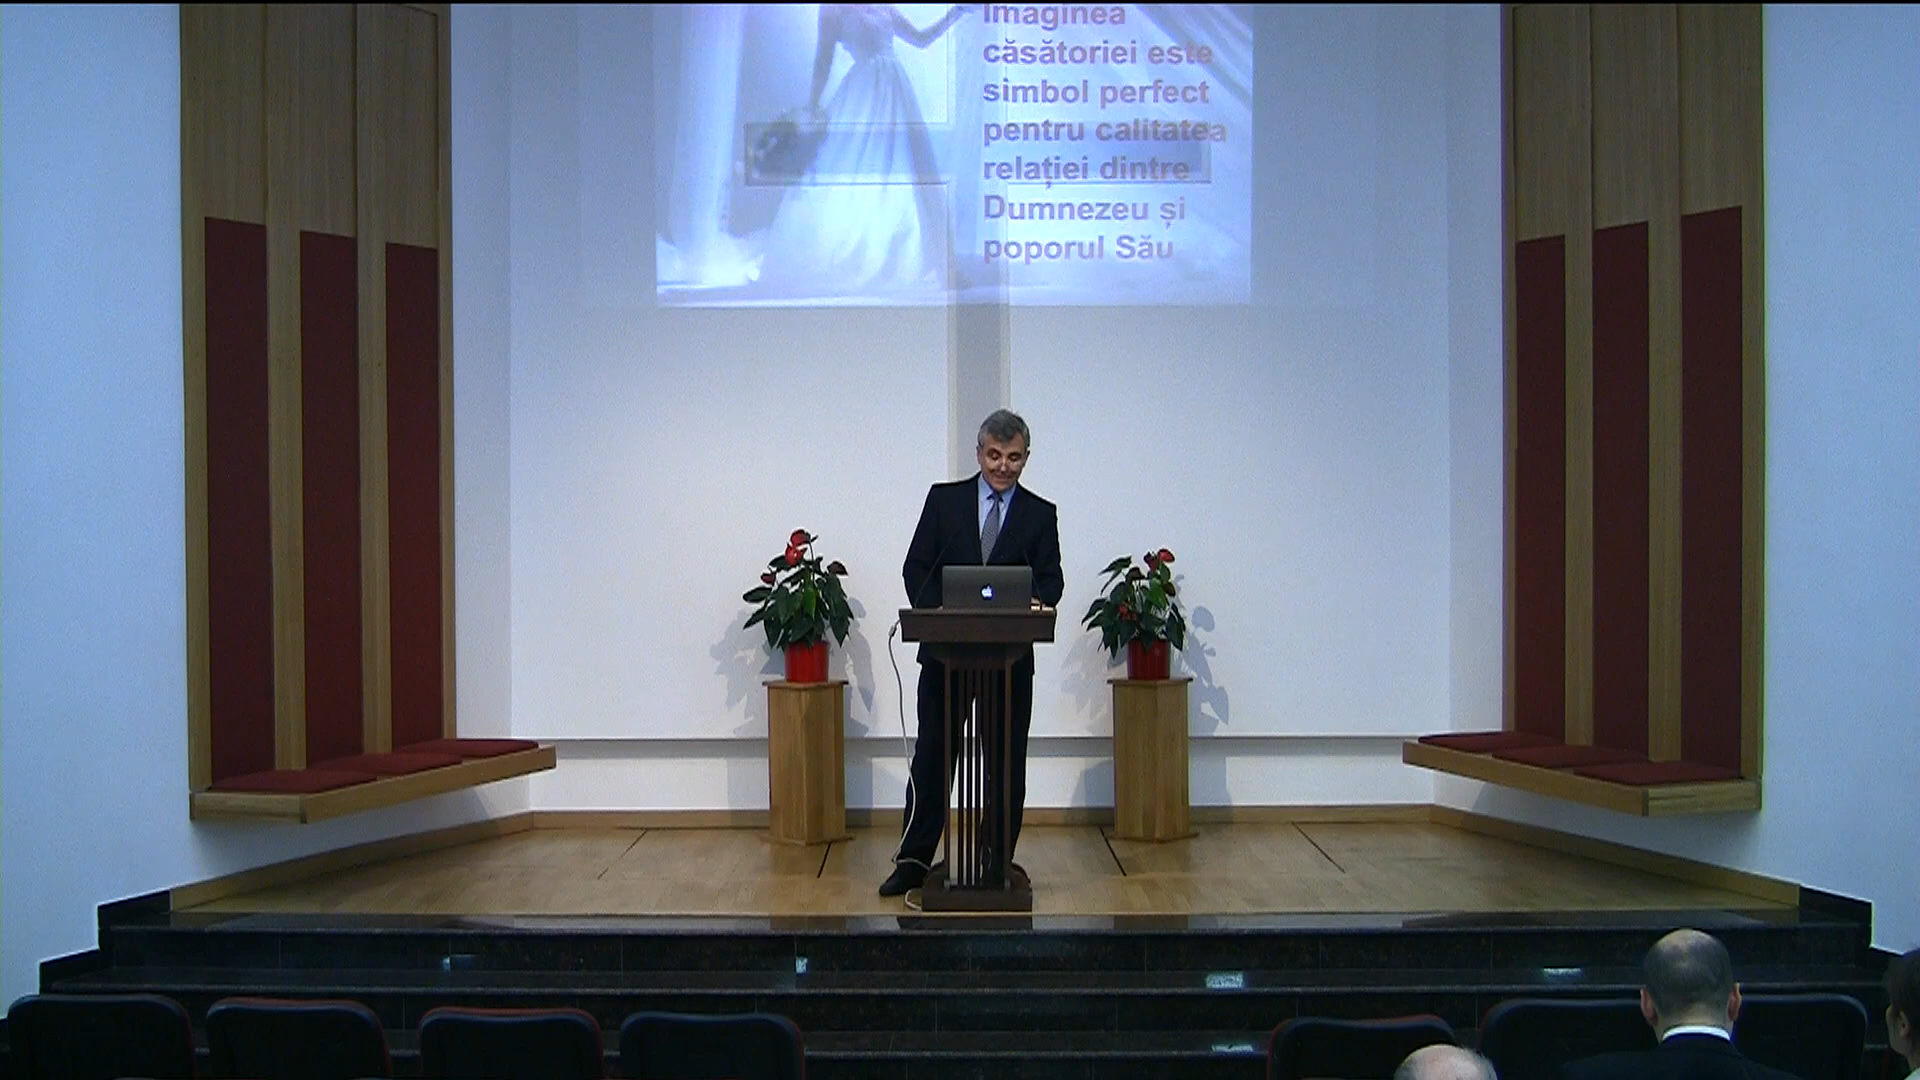 Imaginea
căsătoriei este
simbol perfect
pentru calitatea
relației dintre
Dumnezeu și
poporul Său